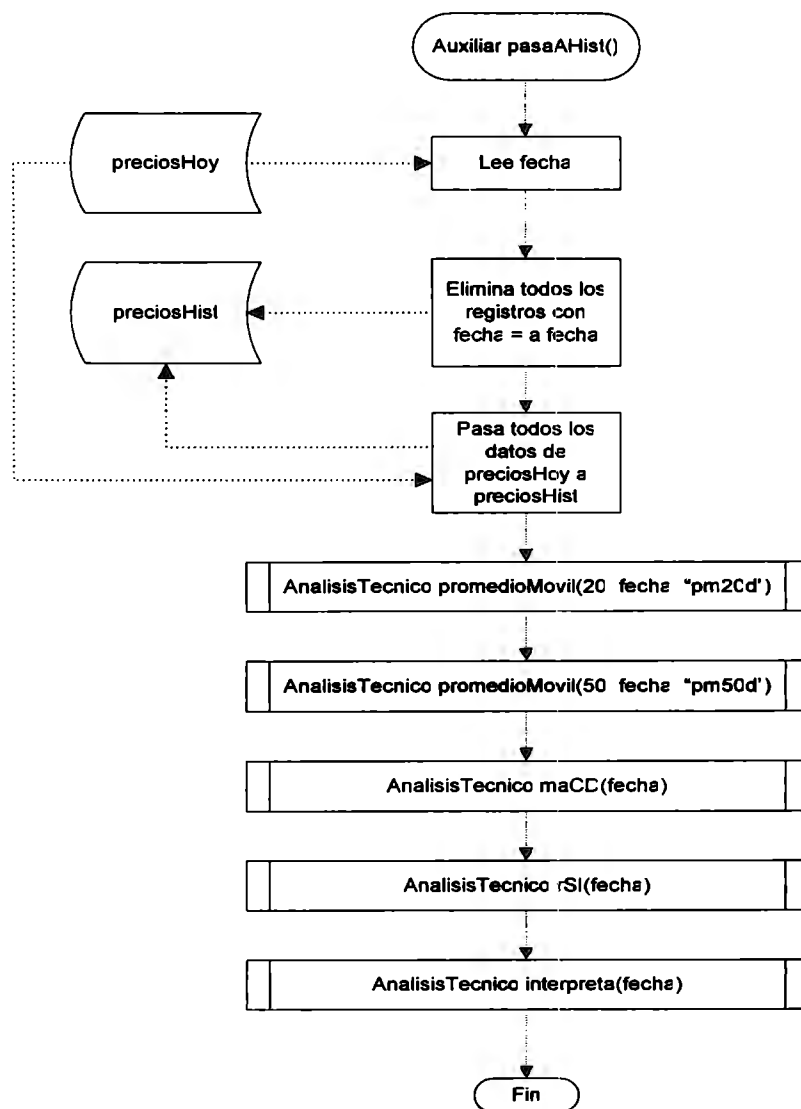 Auxiliar pasaAHist()
preciosHoy
Lee fecha
preciosHist
Elimina todos los
registros con
fecha = a fecha
Pasa todos los
datos de
preciosHoy a
preciosHist
AnalisisTecnico promedioMovil(20 fecha "pm20d")
AnalisisTecnico promedioMovil(50 fecha "pm50d")
AnalisisTecnico maCD(fecha)
AnalisisTecnico rSI(fecha)
AnalisisTecnico interpreta(fecha)
Fin